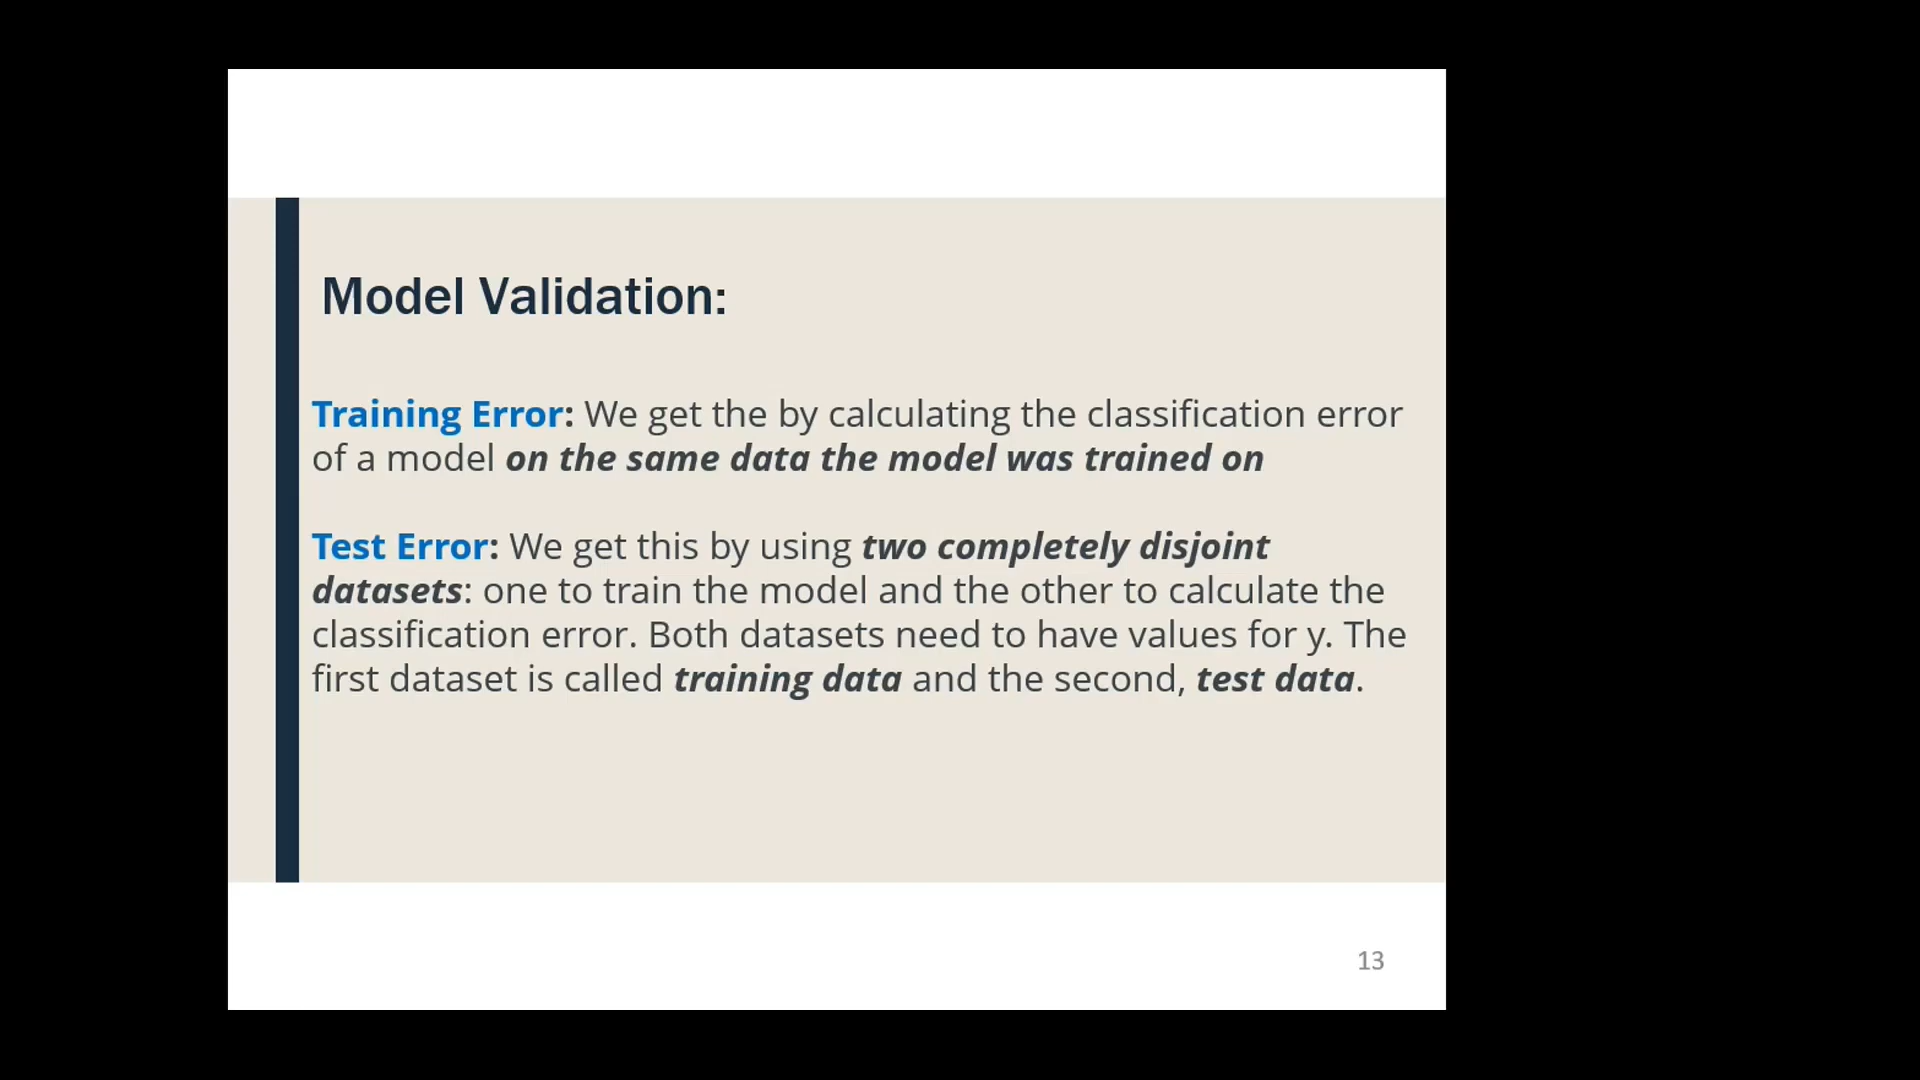 Model Validation:
Training Error: We get the by calculating the classification error
of a model on the same data the model was trained on
Test Error: We get this by using two completely disjoint
datasets: one to train the model and the other to calculate the
classification error. Both datasets need to have values for y. The
first dataset is called training data and the second, test data.
13